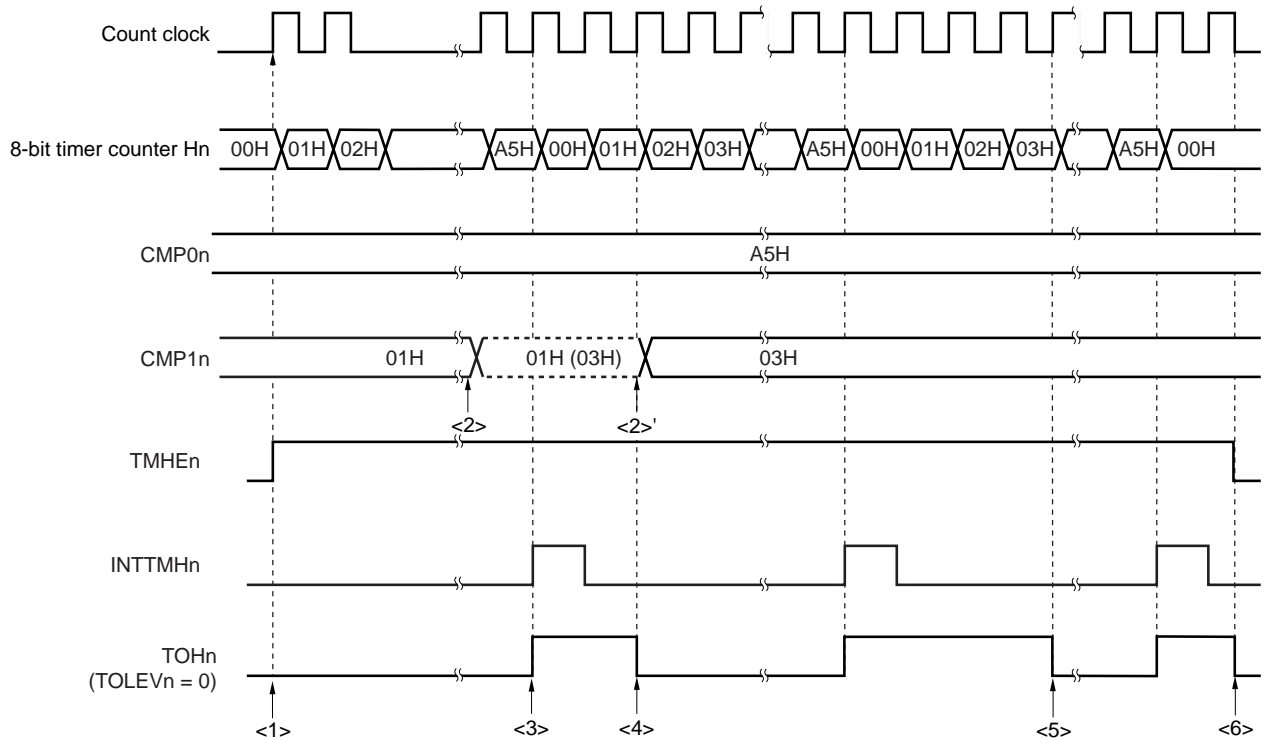 Count clock
8-bit timer counter Hn 00H 01H 02H A5H 00H 01H 02H 03H A5H 00H 01H 02H 03H A5H 00H
CMP0n A5H
CMP1n 01H 01H (03H) 03H
<2> <2>'
TMHEn
INTTMHn
TOHn
(TOLEVn = 0)
<1> <3> <4> <5> <6>